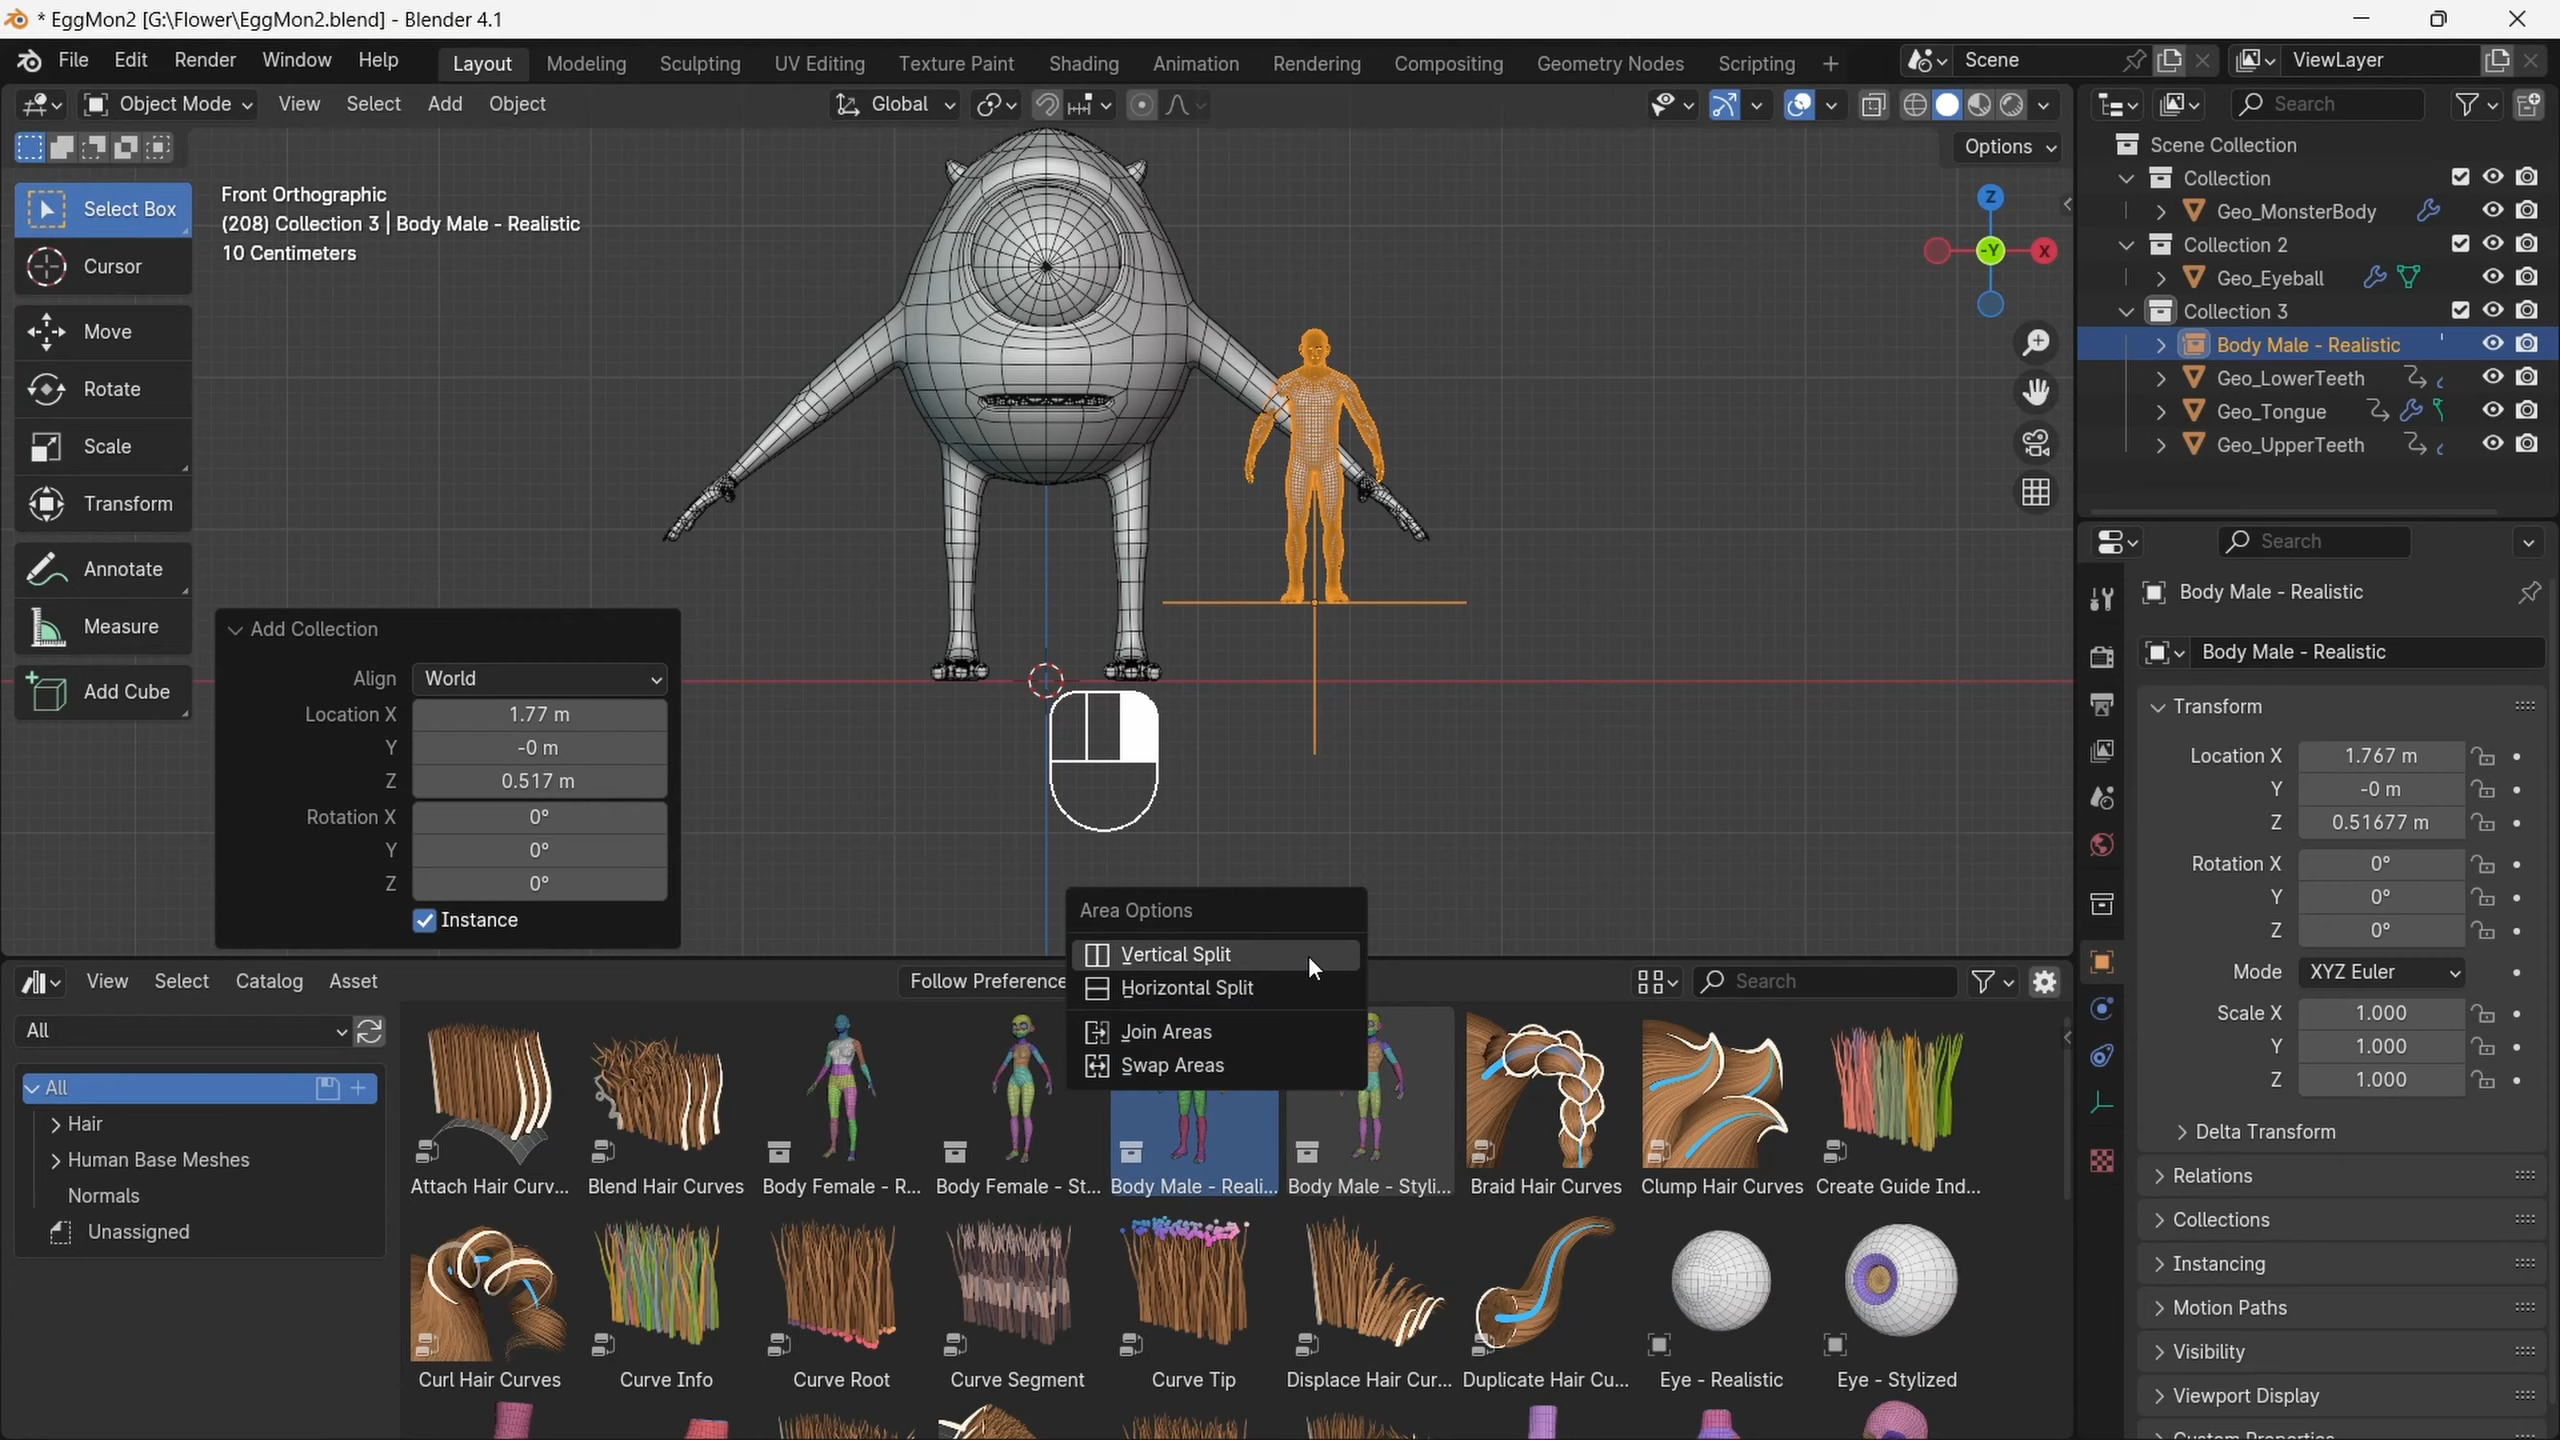 * EggMon2 [G:\Flower\EggMon2.blend] - Blender 4.1
File Edit Render Window Help Layout Modeling Sculpting UV Editing Texture Paint Shading Animation Rendering Compositing Geometry Nodes Scripting + Scene ViewLayer
Object Mode View Select Add Object Global Search
Options
Select Box
Cursor
Move
Rotate
Scale
Transform
Annotate
Measure
Add Cube
Front Orthographic
(208) Collection 3 | Body Male - Realistic
10 Centimeters
Z
-Y
X
Scene Collection
Collection
Geo_MonsterBody
Collection 2
Geo_Eyeball
Collection 3
Body Male - Realistic
Geo_LowerTeeth
Geo_Tongue
Geo_UpperTeeth
Add Collection
Align World
Location X 1.77 m
Y -0 m
Z 0.517 m
Rotation X 0°
Y 0°
Z 0°
Instance
Area Options
Vertical Split
Horizontal Split
Join Areas
Swap Areas
Search
Body Male - Realistic
Body Male - Realistic
Transform
Location X 1.767 m
Y -0 m
Z 0.51677 m
Rotation X 0°
Y 0°
Z 0°
Mode XYZ Euler
Scale X 1.000
Y 1.000
Z 1.000
Delta Transform
Relations
Collections
Instancing
Motion Paths
Visibility
Viewport Display
View Select Catalog Asset Follow Preference Search
All
All
Hair
Human Base Meshes
Normals
Unassigned
Attach Hair Curv... Blend Hair Curves Body Female - R... Body Female - St... Body Male - Reali... Body Male - Styli... Braid Hair Curves Clump Hair Curves Create Guide Ind...
Curl Hair Curves Curve Info Curve Root Curve Segment Curve Tip Displace Hair Cur... Duplicate Hair Cu... Eye - Realistic Eye - Stylized